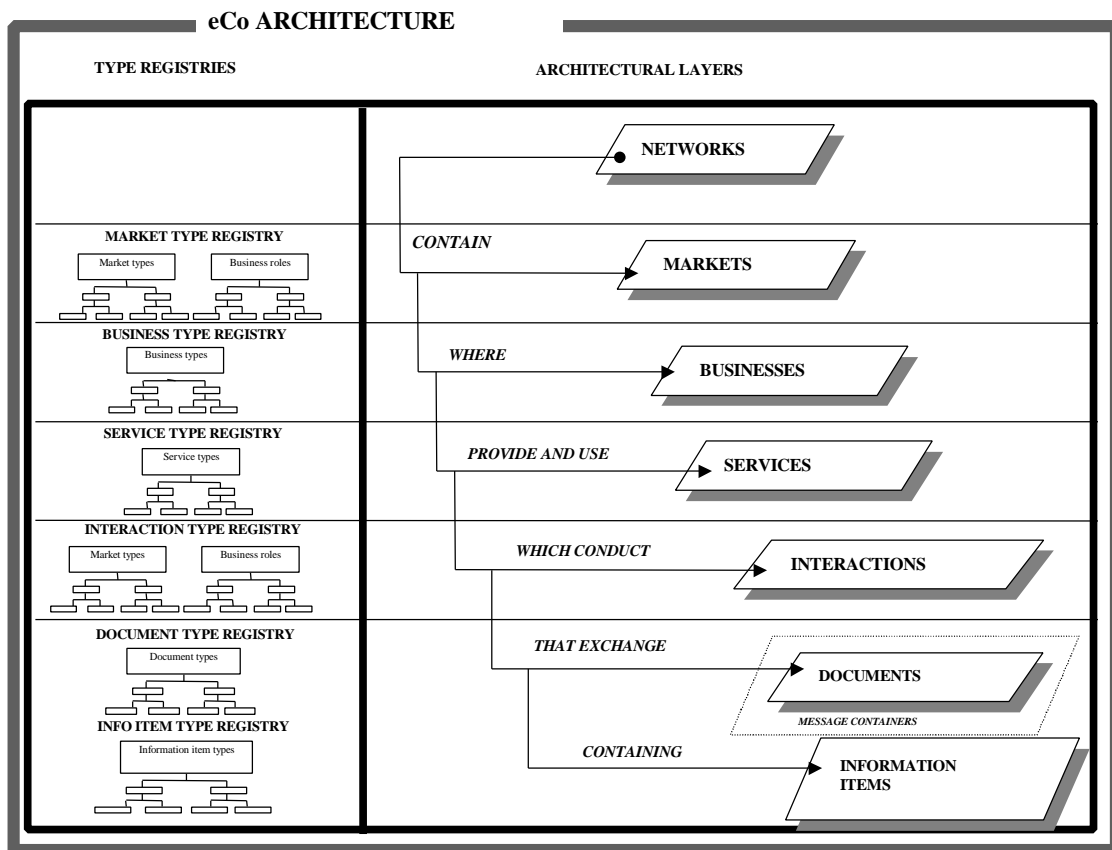 eCo ARCHITECTURE
TYPE REGISTRIES
ARCHITECTURAL LAYERS
NETWORKS
MARKET TYPE REGISTRY
Market types
Business roles
CONTAIN
MARKETS
BUSINESS TYPE REGISTRY
Business types
WHERE
BUSINESSES
SERVICE TYPE REGISTRY
Service types
PROVIDE AND USE
SERVICES
INTERACTION TYPE REGISTRY
Market types
Business roles
WHICH CONDUCT
INTERACTIONS
DOCUMENT TYPE REGISTRY
Document types
THAT EXCHANGE
DOCUMENTS
MESSAGE CONTAINERS
INFO ITEM TYPE REGISTRY
Information item types
CONTAINING
INFORMATION
ITEMS